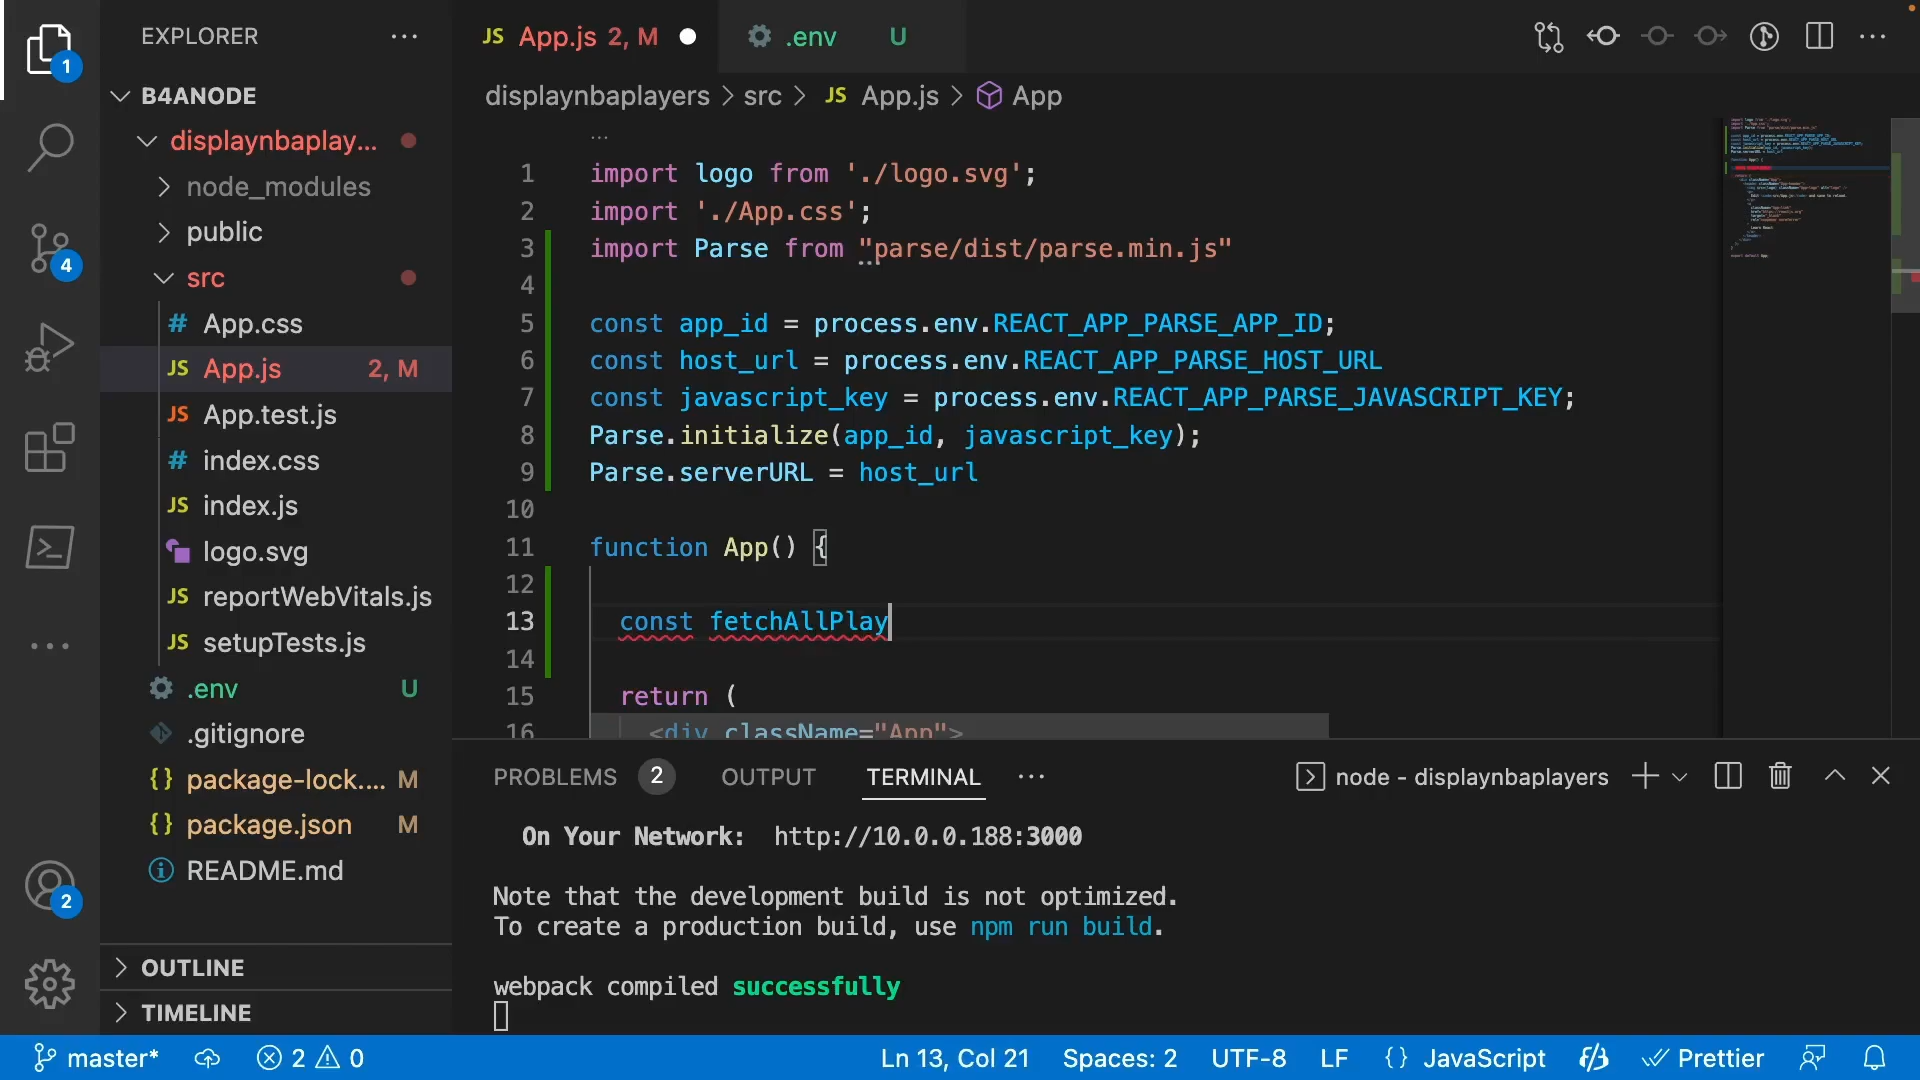 EXPLORER
1
B4ANODE
displaynbaplay...
node_modules
public
src
# App.css
JS App.js 2, M
JS App.test.js
# index.css
JS index.js
logo.svg
JS reportWebVitals.js
JS setupTests.js
.env U
.gitignore
{} package-lock.... M
{} package.json M
README.md
OUTLINE
TIMELINE
4
2
JS App.js 2, M
.env U
displaynbaplayers > src > JS App.js > App
1 import logo from './logo.svg';
2 import './App.css';
3 import Parse from "parse/dist/parse.min.js"
4
5 const app_id = process.env.REACT_APP_PARSE_APP_ID;
6 const host_url = process.env.REACT_APP_PARSE_HOST_URL
7 const javascript_key = process.env.REACT_APP_PARSE_JAVASCRIPT_KEY;
8 Parse.initialize(app_id, javascript_key);
9 Parse.serverURL = host_url
10
11 function App() {
12
13 const fetchAllPlay
14
15 return (
16 <div className="App">
PROBLEMS 2 OUTPUT TERMINAL ... node - displaynbaplayers
On Your Network: http://10.0.0.188:3000
Note that the development build is not optimized.
To create a production build, use npm run build.
webpack compiled successfully
master* 2 0 Ln 13, Col 21 Spaces: 2 UTF-8 LF {} JavaScript Prettier